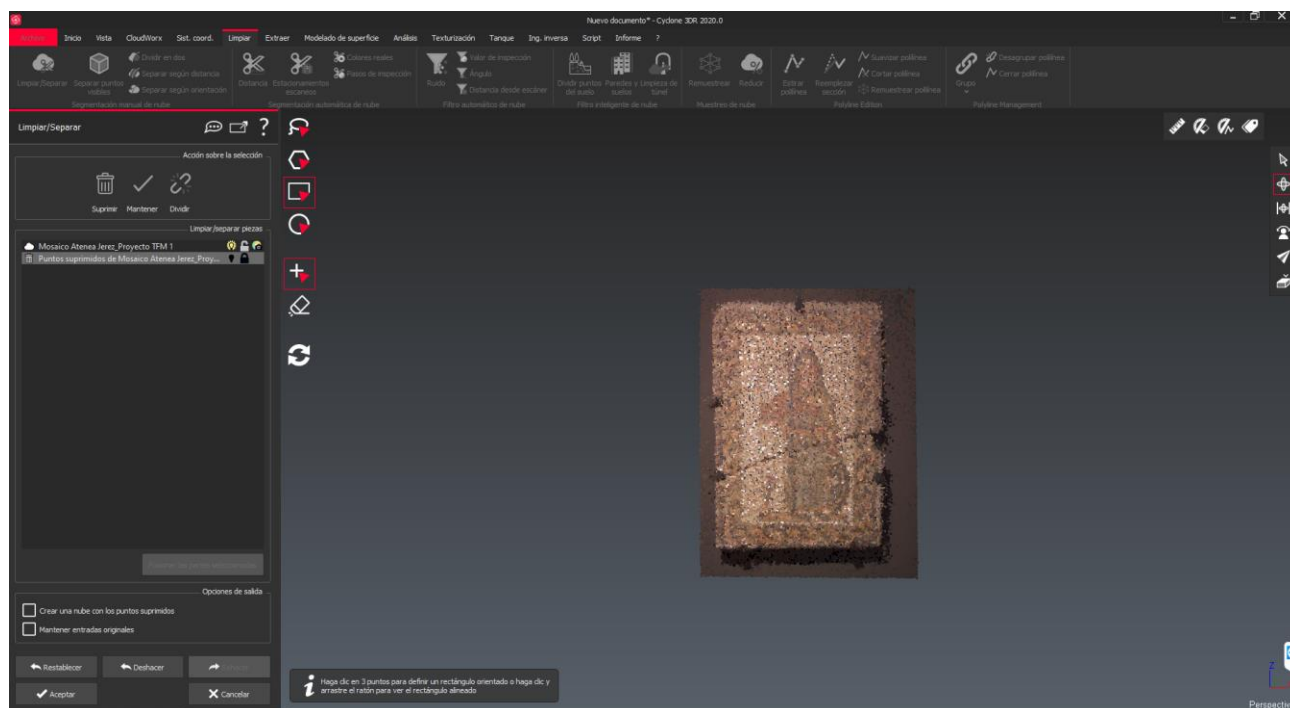 Nuevo documento* - Cyclone 3DR 2020.0
Archivo Inicio Vista CloudWorx Sist. coord. Limpiar Extraer Modelado de superficie Análisis Texturización Tanque Ing. inversa Script Informe ?
Limpiar/Separar
Separar puntos visibles
Dividir en dos
Separar según distancia
Separar según orientación
Segmentación manual de nube
Distancia
Estacionamientos escaneos
Colores reales
Piezas de inspección
Segmentación automática de nube
Ruido
Valor de inspección
Ángulo
Distancia desde escáner
Filtro automático de nube
Dividir puntos del suelo
Paredes y suelos
Limpieza de túnel
Filtro inteligente de nube
Remuestrear
Reducir
Muestreo de nube
Editar polilínea
Reemplazar sección
Suavizar polilínea
Cortar polilínea
Remuestrear polilínea
Polyline Edition
Grupo
Desagrupar polilínea
Cerrar polilínea
Polyline Management
Limpiar/Separar
Acción sobre la selección
Suprimir Mantener Dividir
Limpiar/separar piezas
Mosaico Atenea Jerez_Proyecto TFM 1
Puntos suprimidos de Mosaico Atenea Jerez_Proy...
Opciones de salida
Crear una nube con los puntos suprimidos
Mantener entradas originales
Restablecer Deshacer
Aceptar Cancelar
Haga clic en 3 puntos para definir un rectángulo orientado o haga clic y
arrastre el ratón para ver el rectángulo alineado
Z
Perspectiv